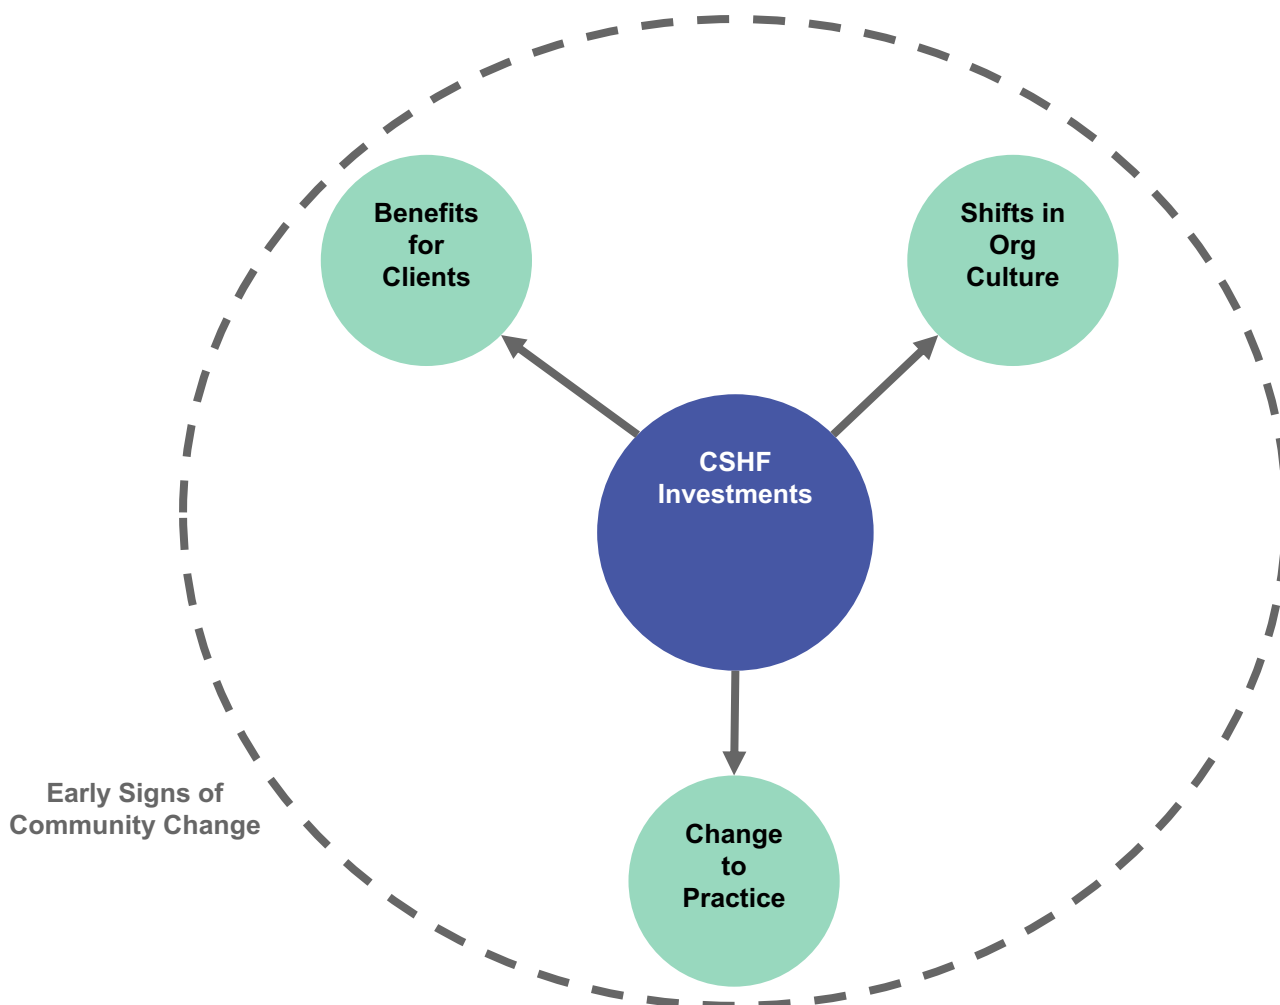 Benefits
for
Clients
Shifts in
Org
Culture
CSHF
Investments
Early Signs of
Community Change
Change
to
Practice